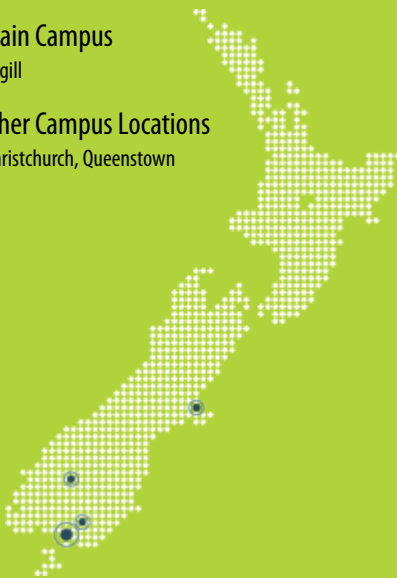 ain Campus
gill
her Campus Locations
ristchurch, Queenstown